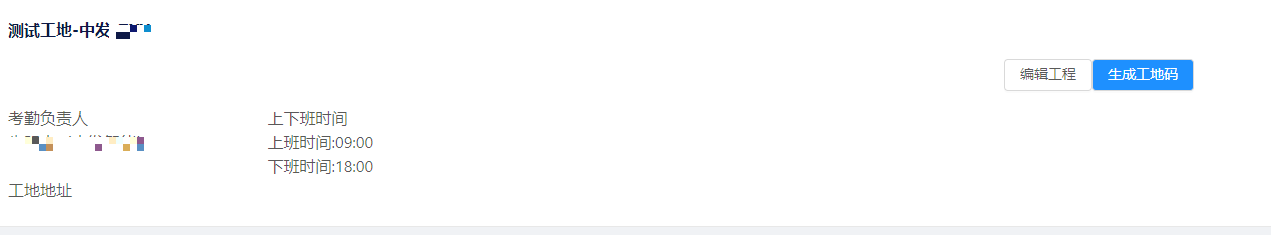 测试工地-中发
编辑工程 生成工地码
考勤负责人 上下班时间
上班时间:09:00
下班时间:18:00
工地地址